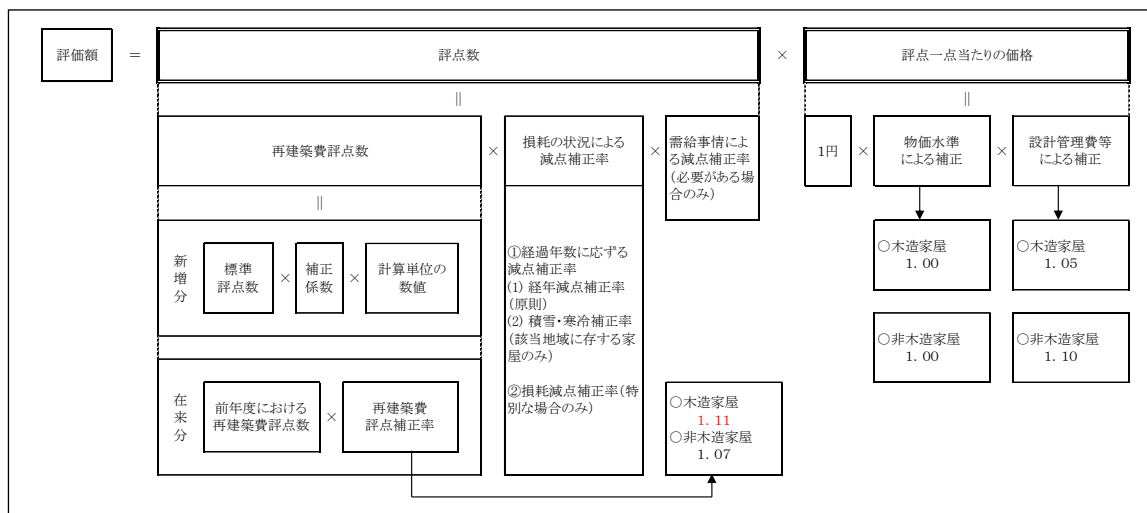 評価額 = 評点数 × 評点一点当たりの価格
||
||
再建築費評点数
×
損耗の状況による
減点補正率
×
需給事情によ
る減点補正率
(必要がある場
合のみ)
1円
×
物価水準
による補正
×
設計管理費等
による補正
||
新増分
標準
評点数
×
補正
係数
×
計算単位の
数値
①経過年数に応ずる
減点補正率
(1) 経年減点補正率
(原則)
(2) 積雪・寒冷補正率
(該当地域に存する家
屋のみ)
②損耗減点補正率(特
別な場合のみ)
○木造家屋
1.00
○木造家屋
1.05
○非木造家屋
1.00
○非木造家屋
1.10
在来分
前年度における
再建築費評点数
×
再建築費
評点補正率
○木造家屋
1.11
○非木造家屋
1.07